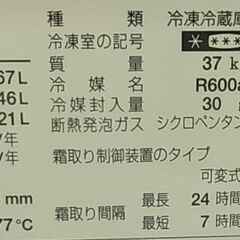 種類 冷凍冷蔵庫
冷凍室の記号
67L 質量 37 k
46L 冷媒名 R600a
21L 冷媒封入量 30
断熱発泡ガス シクロペンタン
/年
/年 霜取り制御装置のタイプ
可変式
mm 霜取り間隔 最長 24 時間
77℃ 最短 7 時間